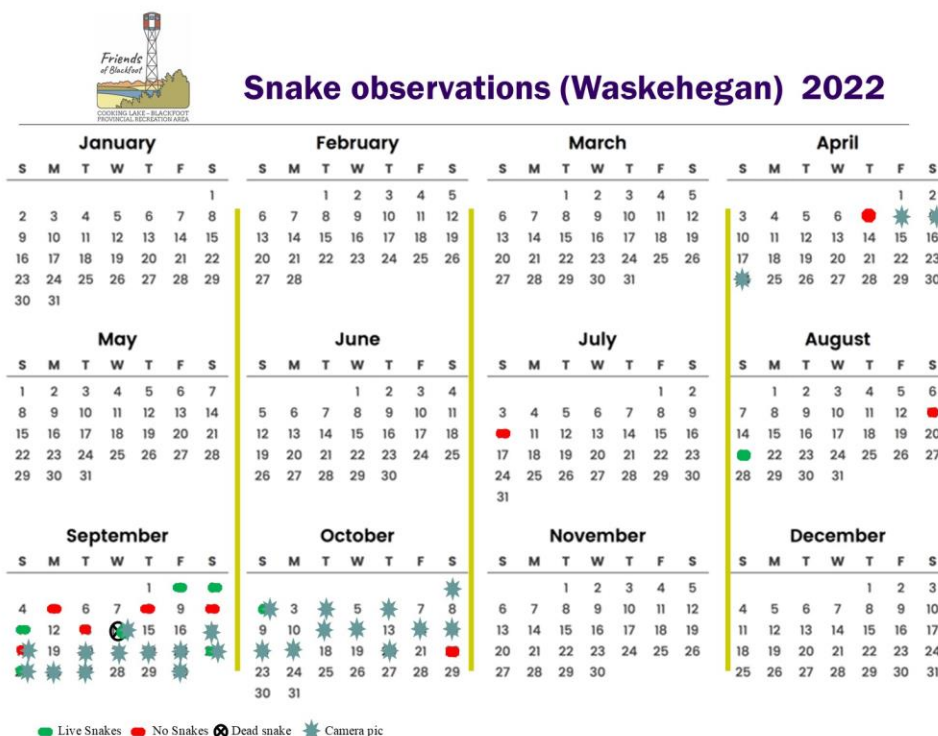 Friends
of Blackfoot
COOKING LAKE – BLACKFOOT
PROVINCIAL RECREATION AREA
Snake observations (Waskehegan) 2022
January
S M T W T F S
1
2 3 4 5 6 7 8
9 10 11 12 13 14 15
16 17 18 19 20 21 22
23 24 25 26 27 28 29
30 31
February
S M T W T F S
1 2 3 4 5
6 7 8 9 10 11 12
13 14 15 16 17 18 19
20 21 22 23 24 25 26
27 28
March
S M T W T F S
1 2 3 4 5
6 7 8 9 10 11 12
13 14 15 16 17 18 19
20 21 22 23 24 25 26
27 28 29 30 31
April
S M T W T F S
1 2
3 4 5 6
10 11 12 13 14 15 16
17 18 19 20 21 22 23
25 26 27 28 29 30
May
S M T W T F S
1 2 3 4 5 6 7
8 9 10 11 12 13 14
15 16 17 18 19 20 21
22 23 24 25 26 27 28
29 30 31
June
S M T W T F S
1 2 3 4
5 6 7 8 9 10 11
12 13 14 15 16 17 18
19 20 21 22 23 24 25
26 27 28 29 30
July
S M T W T F S
1 2
3 4 5 6 7 8 9
11 12 13 14 15 16
17 18 19 20 21 22 23
24 25 26 27 28 29 30
31
August
S M T W T F S
1 2 3 4 5 6
7 8 9 10 11 12
14 15 16 17 18 19 20
22 23 24 25 26 27
28 29 30 31
September
S M T W T F S
1
4 6 7 9
12 15 16
19
28 29
October
S M T W T F S
3 5 7 8
9 10 13
18 19 21
23 24 25 26 27 28 29
30 31
November
S M T W T F S
1 2 3 4 5
6 7 8 9 10 11 12
13 14 15 16 17 18 19
20 21 22 23 24 25 26
27 28 29 30
December
S M T W T F S
1 2 3
4 5 6 7 8 9 10
11 12 13 14 15 16 17
18 19 20 21 22 23 24
25 26 27 28 29 30 31
Live Snakes No Snakes Dead snake Camera pic